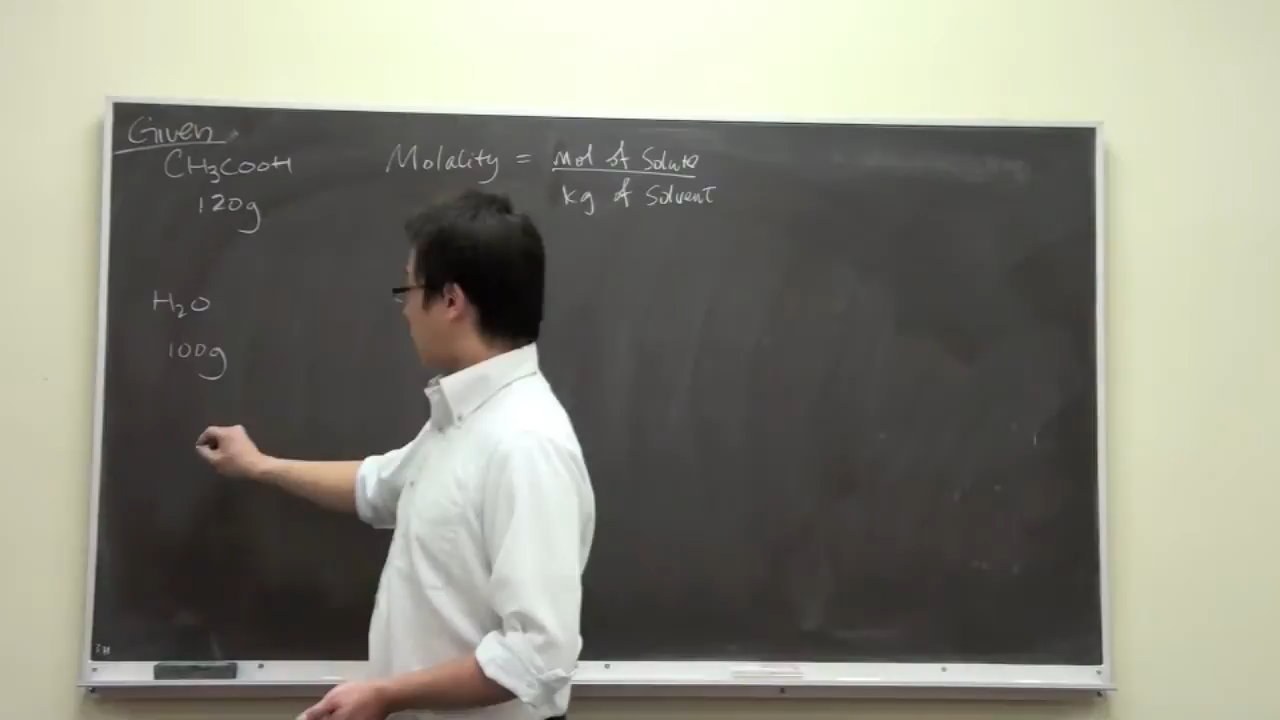 Given
CH3COOH
120g
H2O
100g
Molality = mol of Solute
kg of Solvent